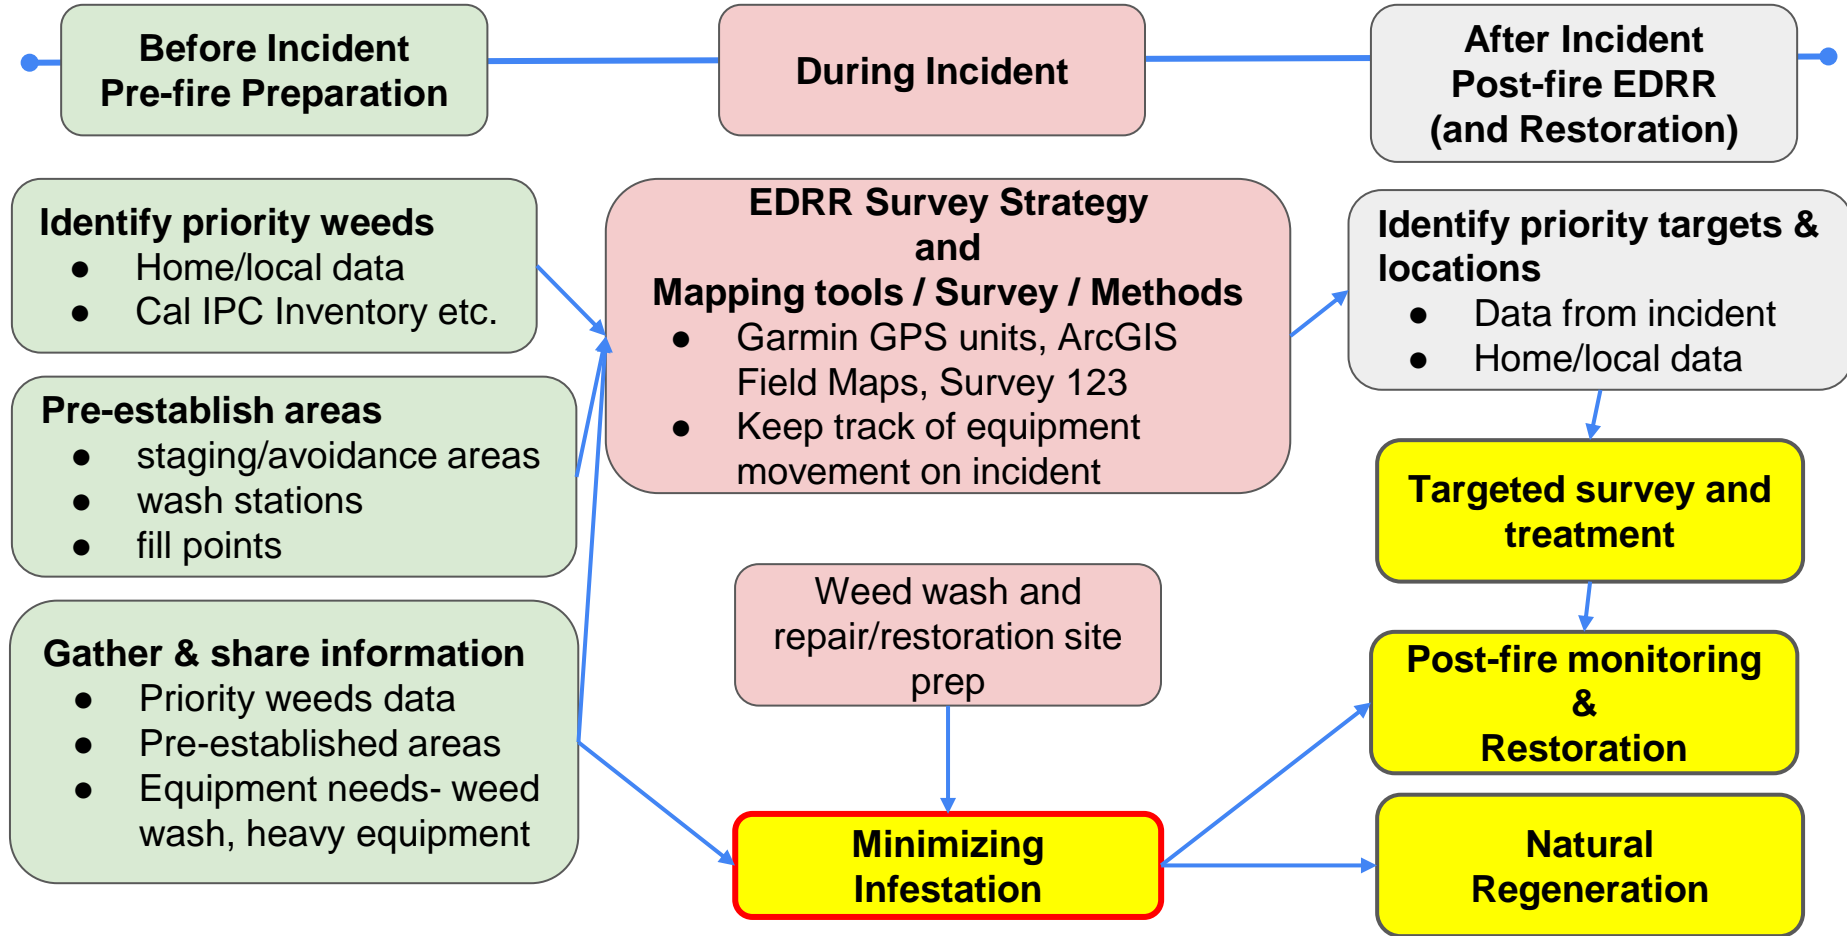 Before Incident
Pre-fire Preparation
During Incident
After Incident
Post-fire EDRR
(and Restoration)
Identify priority weeds
● Home/local data
● Cal IPC Inventory etc.
Pre-establish areas
● staging/avoidance areas
● wash stations
● fill points
Gather & share information
● Priority weeds data
● Pre-established areas
● Equipment needs- weed
wash, heavy equipment
EDRR Survey Strategy
and
Mapping tools / Survey / Methods
● Garmin GPS units, ArcGIS
Field Maps, Survey 123
● Keep track of equipment
movement on incident
Weed wash and
repair/restoration site
prep
Minimizing
Infestation
Identify priority targets &
locations
● Data from incident
● Home/local data
Targeted survey and
treatment
Post-fire monitoring
&
Restoration
Natural
Regeneration